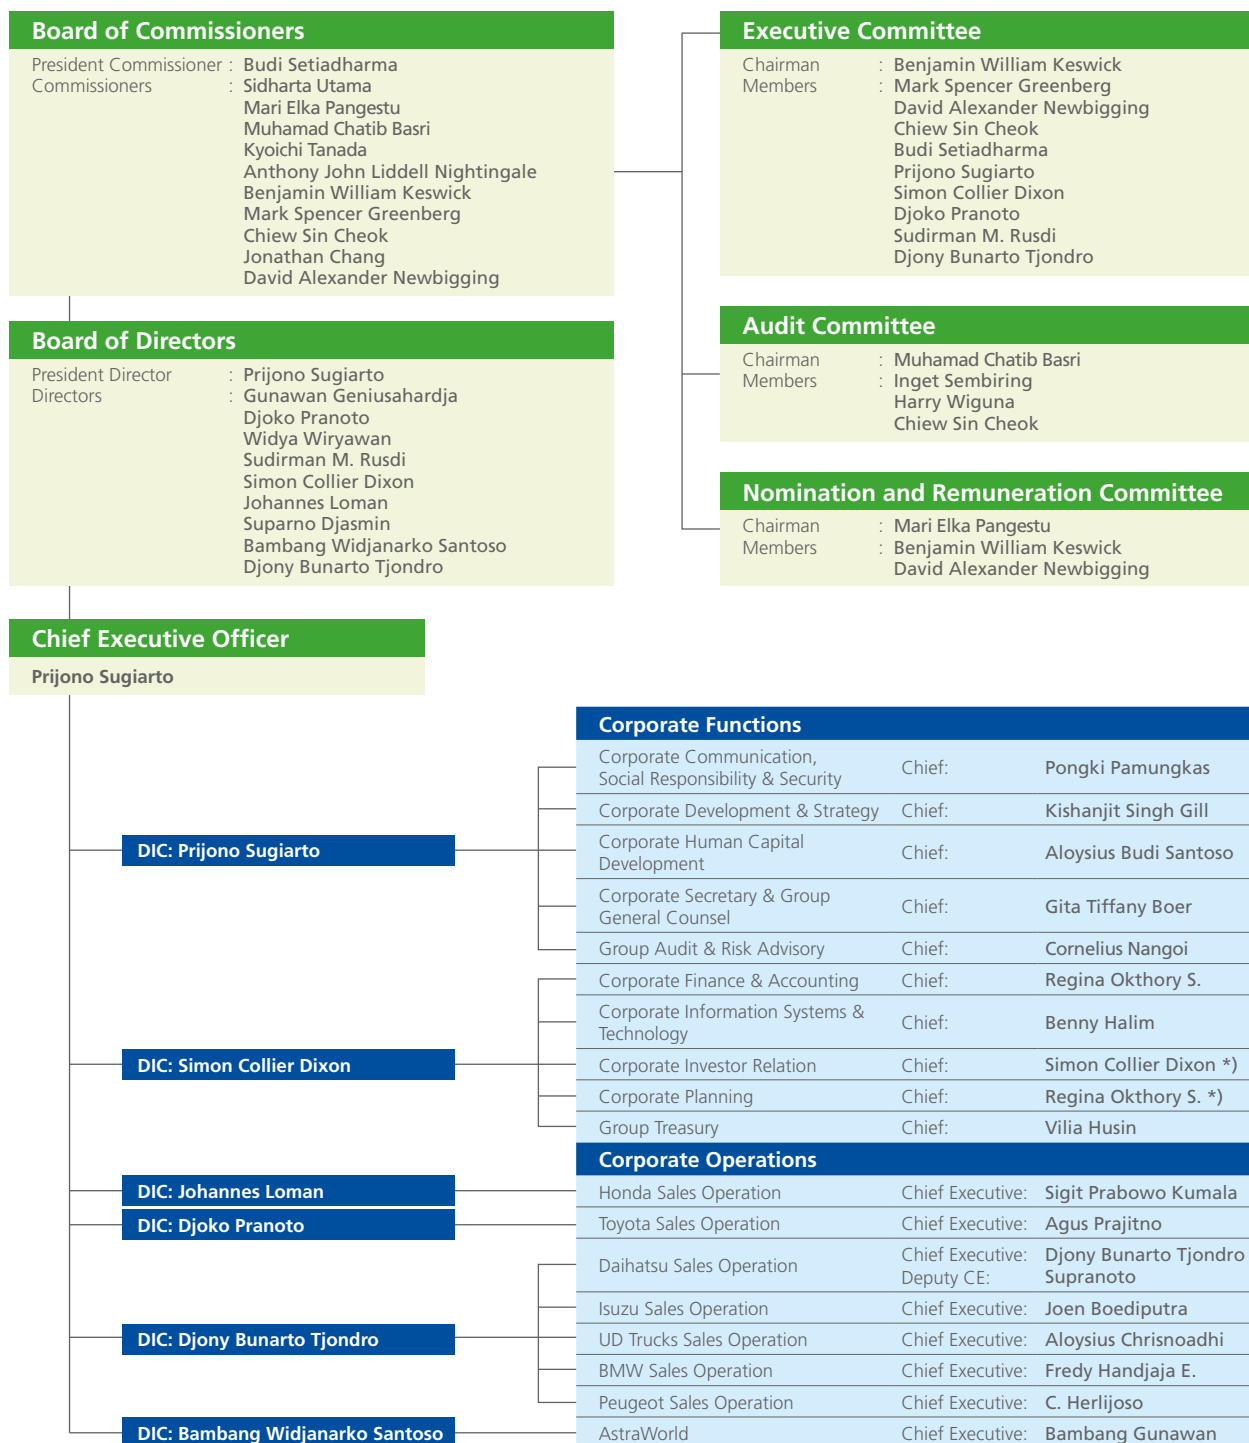 Board of Commissioners
President Commissioner : Budi Setiadharma
Commissioners : Sidharta Utama
Mari Elka Pangestu
Muhamad Chatib Basri
Kyoichi Tanada
Anthony John Liddell Nightingale
Benjamin William Keswick
Mark Spencer Greenberg
Chiew Sin Cheok
Jonathan Chang
David Alexander Newbigging
Executive Committee
Chairman : Benjamin William Keswick
Members : Mark Spencer Greenberg
David Alexander Newbigging
Chiew Sin Cheok
Budi Setiadharma
Prijono Sugiarto
Simon Collier Dixon
Djoko Pranoto
Sudirman M. Rusdi
Djony Bunarto Tjondro
Board of Directors
President Director : Prijono Sugiarto
Directors : Gunawan Geniusahardja
Djoko Pranoto
Widya Wiryawan
Sudirman M. Rusdi
Simon Collier Dixon
Johannes Loman
Suparno Djasmin
Bambang Widjanarko Santoso
Djony Bunarto Tjondro
Audit Committee
Chairman : Muhamad Chatib Basri
Members : Inget Sembiring
Harry Wiguna
Chiew Sin Cheok
Nomination and Remuneration Committee
Chairman : Mari Elka Pangestu
Members : Benjamin William Keswick
David Alexander Newbigging
Chief Executive Officer
Prijono Sugiarto
DIC: Prijono Sugiarto
Corporate Functions
Corporate Communication,
Social Responsibility & Security Chief: Pongki Pamungkas
Corporate Development & Strategy Chief: Kishanjit Singh Gill
Corporate Human Capital
Development Chief: Aloysius Budi Santoso
Corporate Secretary & Group
General Counsel Chief: Gita Tiffany Boer
Group Audit & Risk Advisory Chief: Cornelius Nangoi
DIC: Simon Collier Dixon
Corporate Finance & Accounting Chief: Regina Okthory S.
Corporate Information Systems &
Technology Chief: Benny Halim
Corporate Investor Relation Chief: Simon Collier Dixon *)
Corporate Planning Chief: Regina Okthory S. *)
Group Treasury Chief: Vilia Husin
Corporate Operations
DIC: Johannes Loman
Honda Sales Operation Chief Executive: Sigit Prabowo Kumala
DIC: Djoko Pranoto
Toyota Sales Operation Chief Executive: Agus Prajitno
DIC: Djony Bunarto Tjondro
Daihatsu Sales Operation Chief Executive: Djony Bunarto Tjondro
Deputy CE: Supranoto
Isuzu Sales Operation Chief Executive: Joen Boediputra
UD Trucks Sales Operation Chief Executive: Aloysius Chrisnoadhi
BMW Sales Operation Chief Executive: Fredy Handjaja E.
Peugeot Sales Operation Chief Executive: C. Herlijoso
DIC: Bambang Widjanarko Santoso
AstraWorld Chief Executive: Bambang Gunawan